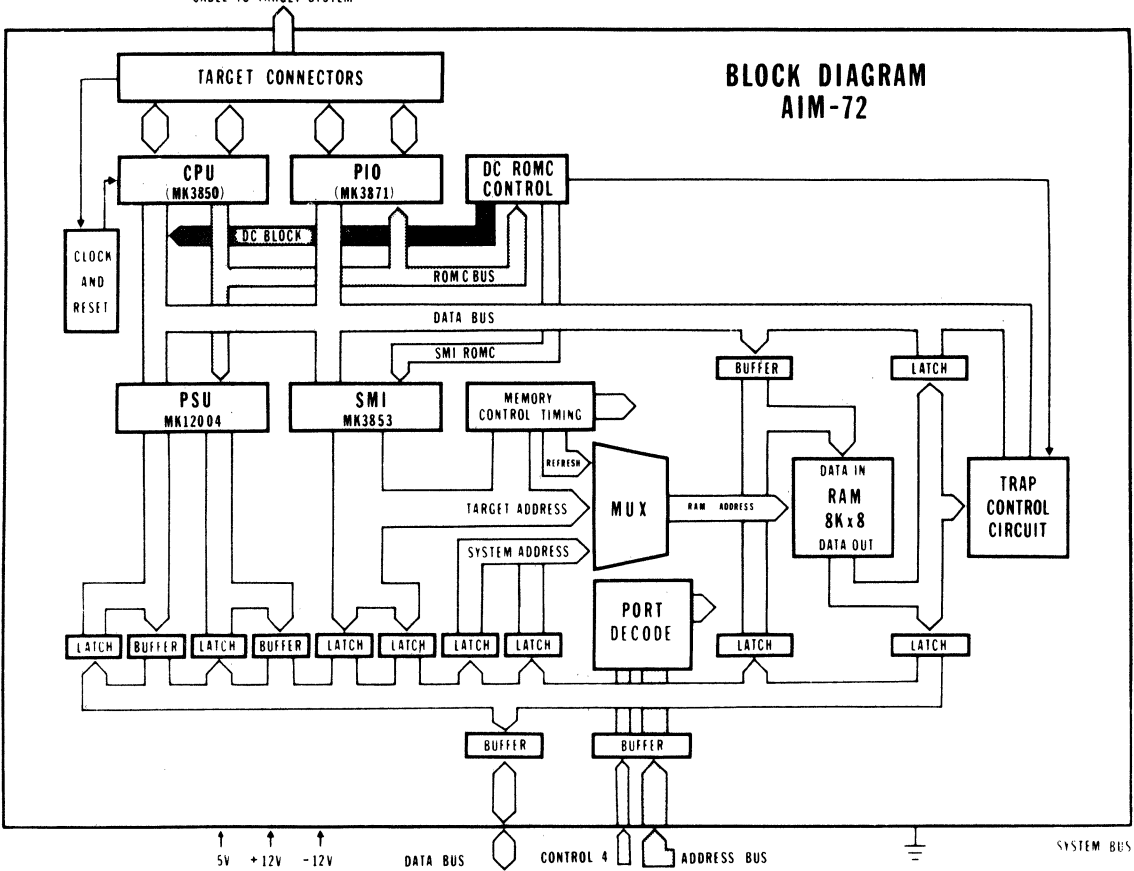 CABLE TO TARGET SYSTEM
TARGET CONNECTORS
BLOCK DIAGRAM
AIM-72
CPU
(MK3850)
PIO
(MK3871)
DC ROMC
CONTROL
DC BLOCK
CLOCK
AND
RESET
ROMC BUS
DATA BUS
SMI ROMC
BUFFER
LATCH
PSU
MK12004
SMI
MK3853
MEMORY
CONTROL TIMING
REFRESH
TARGET ADDRESS
SYSTEM ADDRESS
MUX
RAM ADDRESS
DATA IN
RAM
8K x 8
DATA OUT
TRAP
CONTROL
CIRCUIT
PORT
DECODE
LATCH
BUFFER
LATCH
BUFFER
LATCH
LATCH
LATCH
LATCH
LATCH
LATCH
BUFFER
BUFFER
5V
+12V
-12V
DATA BUS
CONTROL 4
ADDRESS BUS
SYSTEM BUS